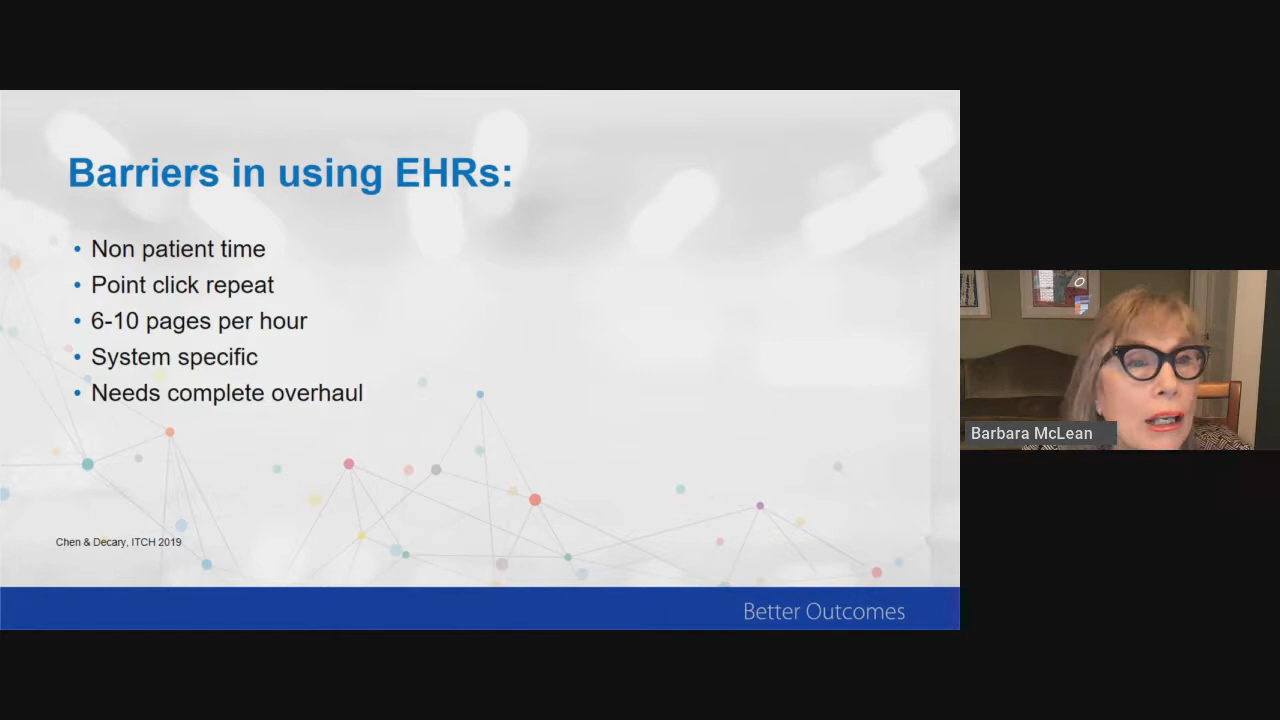 Barriers in using EHRs:
• Non patient time
• Point click repeat
• 6-10 pages per hour
• System specific
• Needs complete overhaul
Chen & Decary, ITCH 2019
Better Outcomes
Barbara McLean